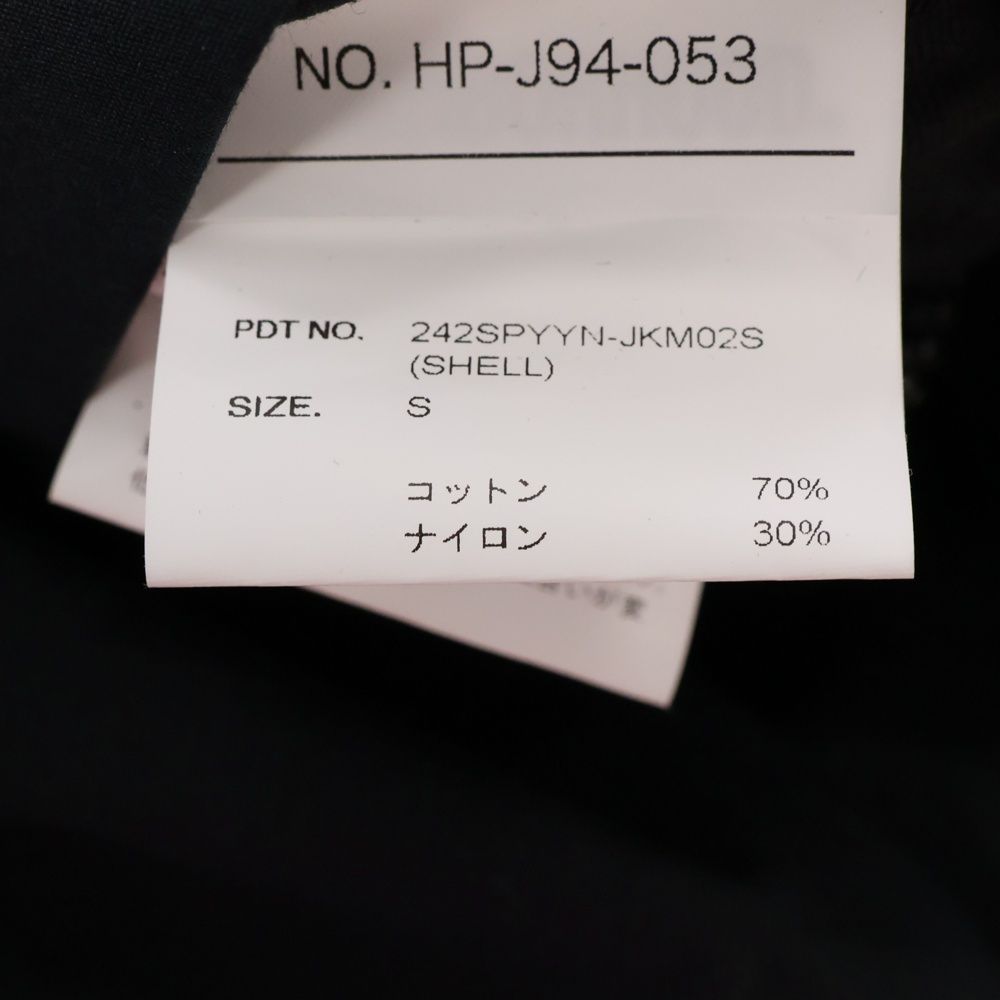 NO. HP-J94-053
PDT NO. 242SPYYN-JKM02S
(SHELL)
SIZE. S
コットン 70%
ナイロン 30%